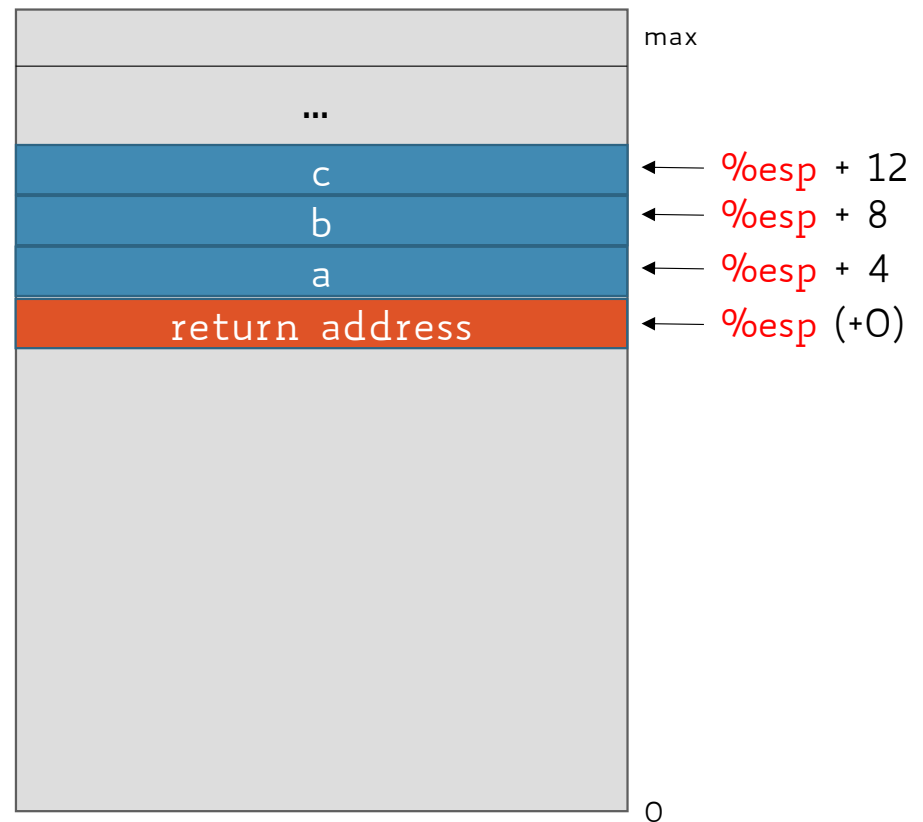 max
...
c ← %esp + 12
b ← %esp + 8
a ← %esp + 4
return address ← %esp (+0)
0